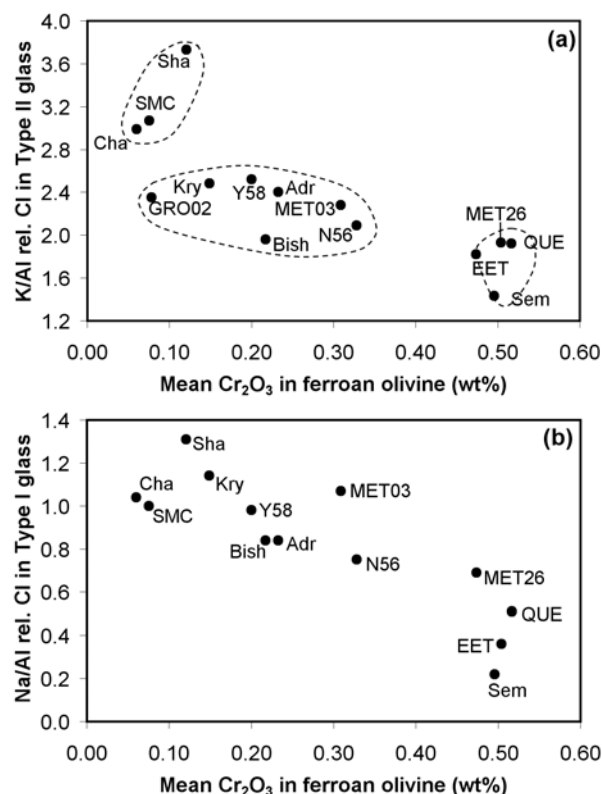 (a)
K/Al rel. CI in Type II glass
4.0
3.6
3.2
2.8
2.4
2.0
1.6
1.2
Sha
SMC
Cha
Kry
Y58
Adr
GRO02
MET03
N56
Bish
MET26
QUE
EET
Sem
0.00 0.10 0.20 0.30 0.40 0.50 0.60
Mean Cr₂O₃ in ferroan olivine (wt%)
(b)
Na/Al rel. CI in Type I glass
1.4
1.2
1.0
0.8
0.6
0.4
0.2
0.0
Sha
Cha
Kry
SMC
Y58
MET03
Bish
Adr
N56
MET26
QUE
EET
Sem
0.00 0.10 0.20 0.30 0.40 0.50 0.60
Mean Cr₂O₃ in ferroan olivine (wt%)